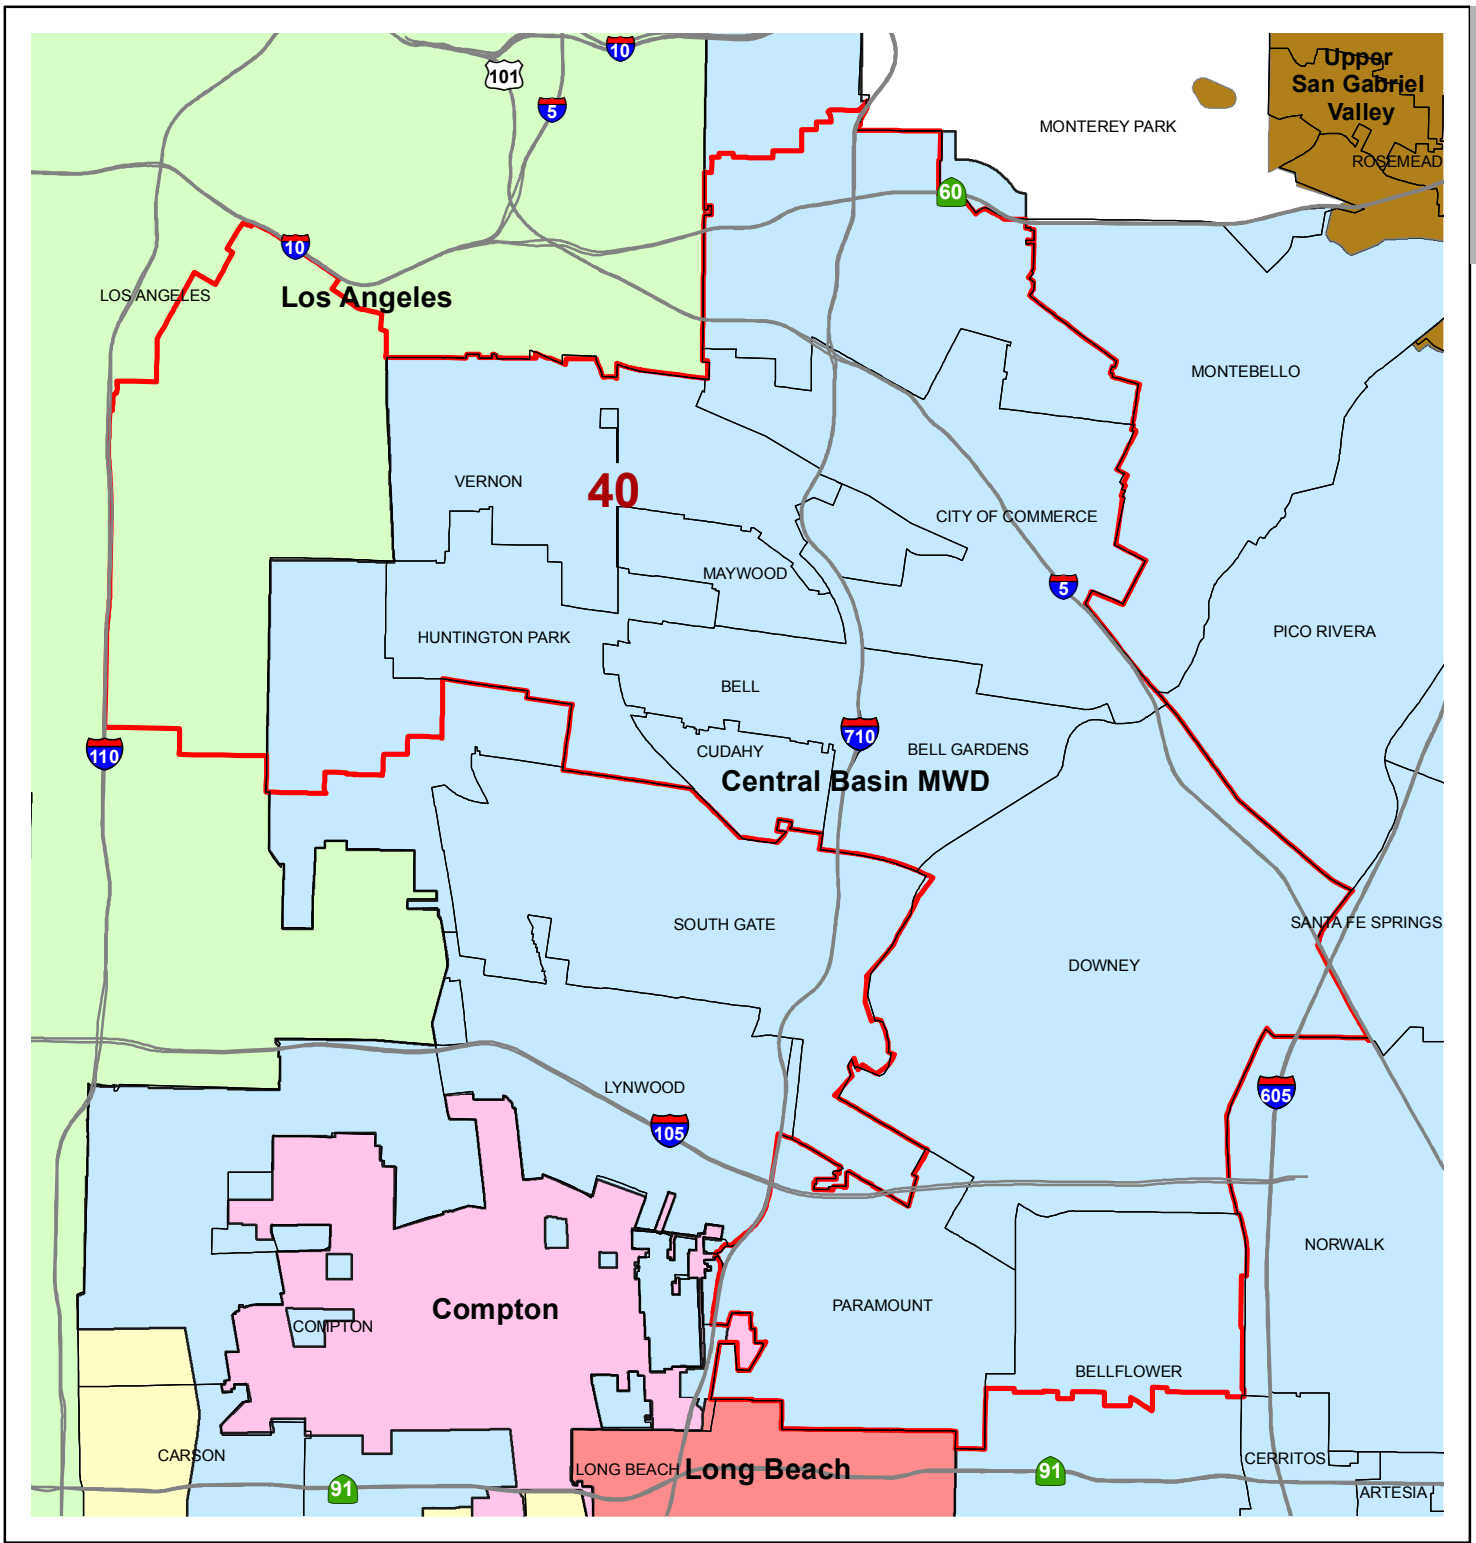 10
101
5
Upper
San Gabriel
Valley
MONTEREY PARK
ROSEMEAD
60
10
LOS ANGELES
Los Angeles
MONTEBELLO
VERNON
40
CITY OF COMMERCE
MAYWOOD
5
HUNTINGTON PARK
PICO RIVERA
BELL
710
110
CUDAHY
BELL GARDENS
Central Basin MWD
SOUTH GATE
SANTA FE SPRINGS
DOWNEY
LYNWOOD
605
105
NORWALK
Compton
PARAMOUNT
COMPTON
BELLFLOWER
CARSON
CERRITOS
LONG BEACH
Long Beach
91
91
ARTESIA